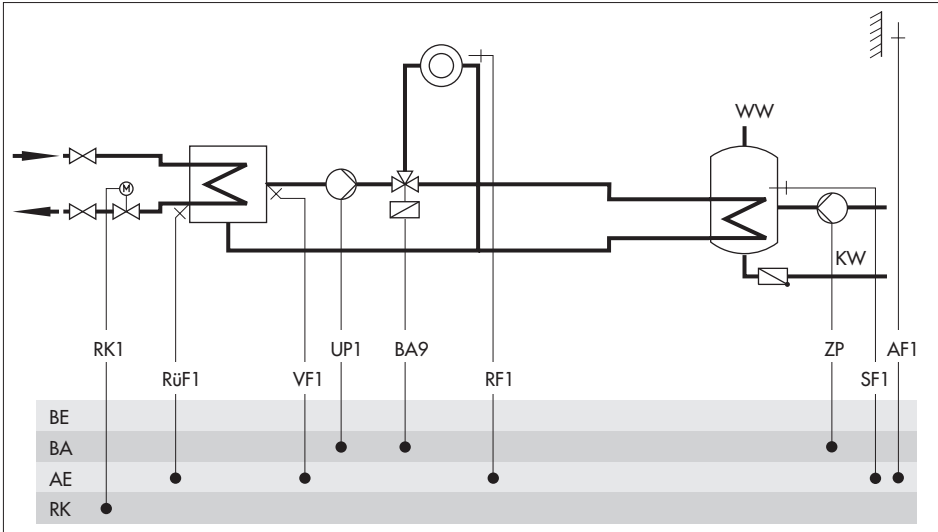 WW
M
KW
RK1 UP1 BA9 ZP AF1
RüF1 VF1 RF1 SF1
BE
BA
AE
RK